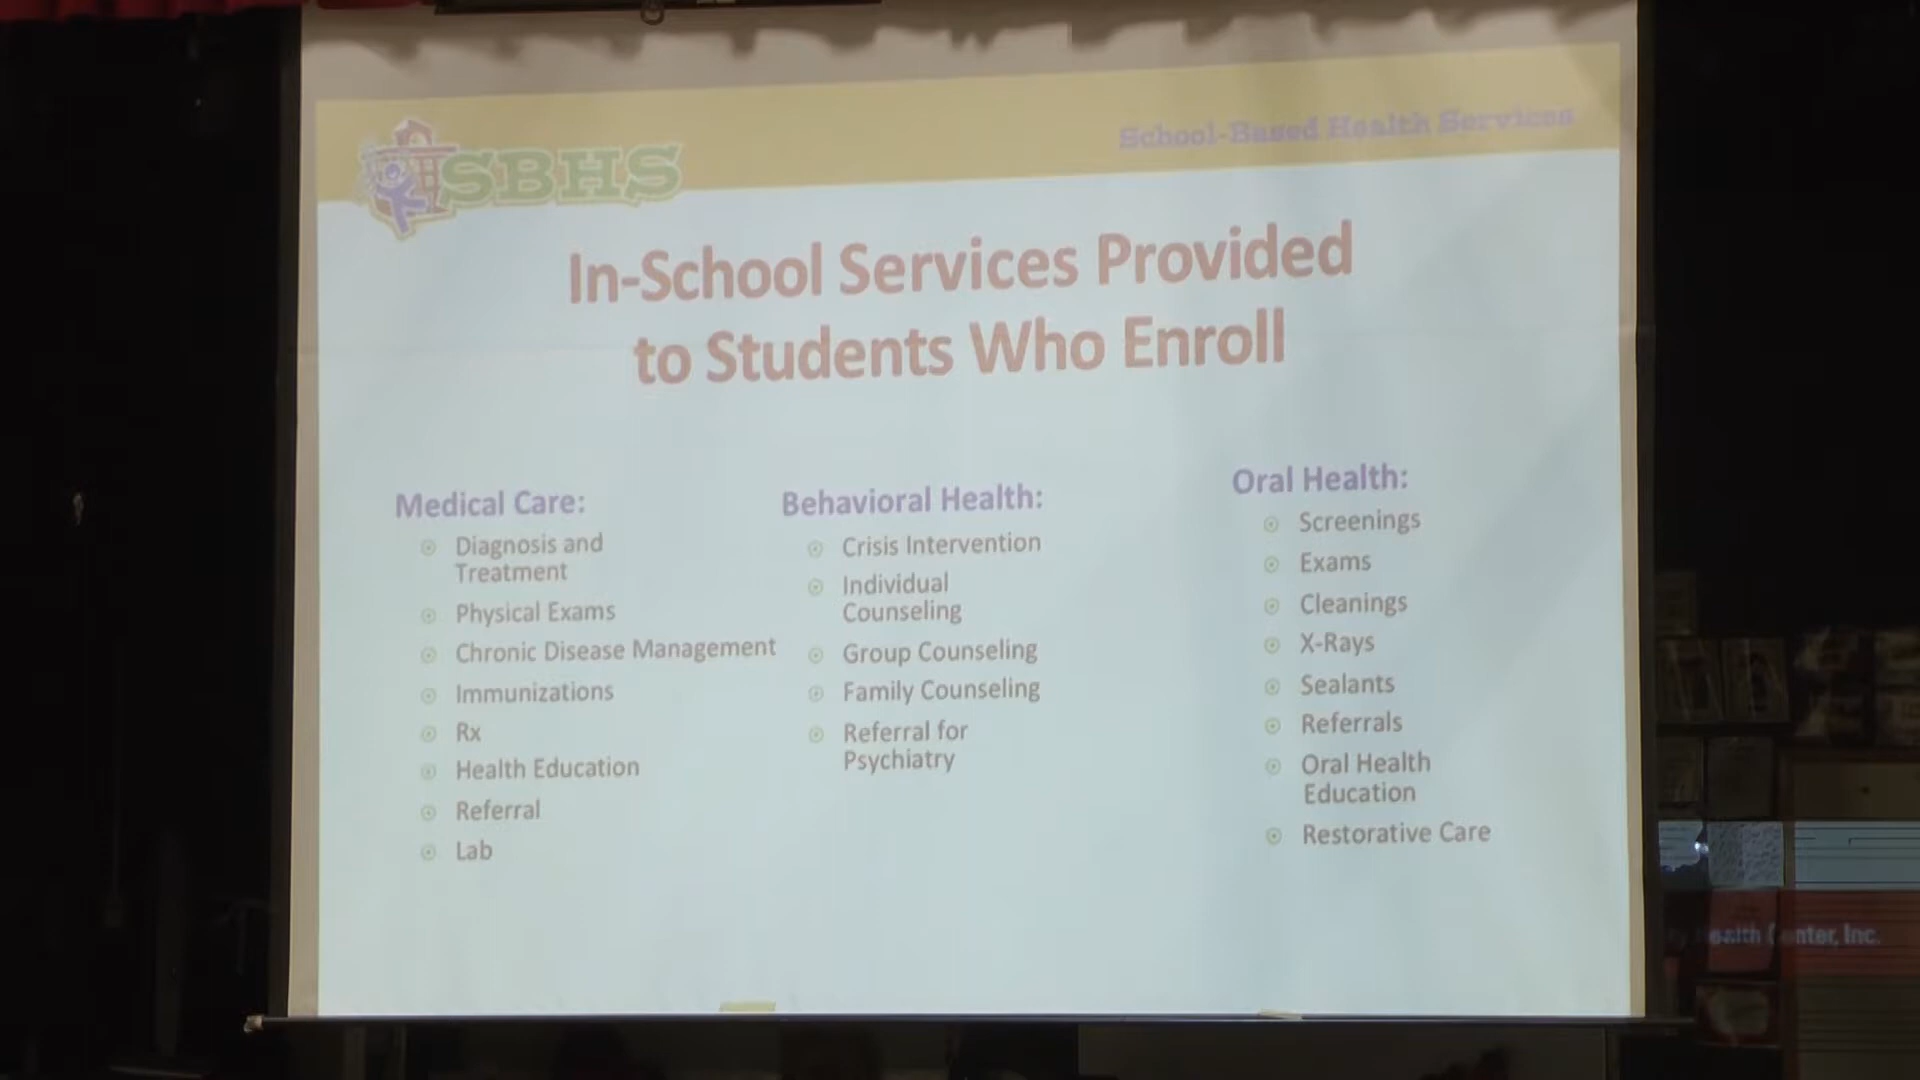 SBHS
School-Based Health Services
In-School Services Provided
to Students Who Enroll
Medical Care:
Diagnosis and
Treatment
Physical Exams
Chronic Disease Management
Immunizations
Rx
Health Education
Referral
Lab
Behavioral Health:
Crisis Intervention
Individual
Counseling
Group Counseling
Family Counseling
Referral for
Psychiatry
Oral Health:
Screenings
Exams
Cleanings
X-Rays
Sealants
Referrals
Oral Health
Education
Restorative Care
Health Center, Inc.